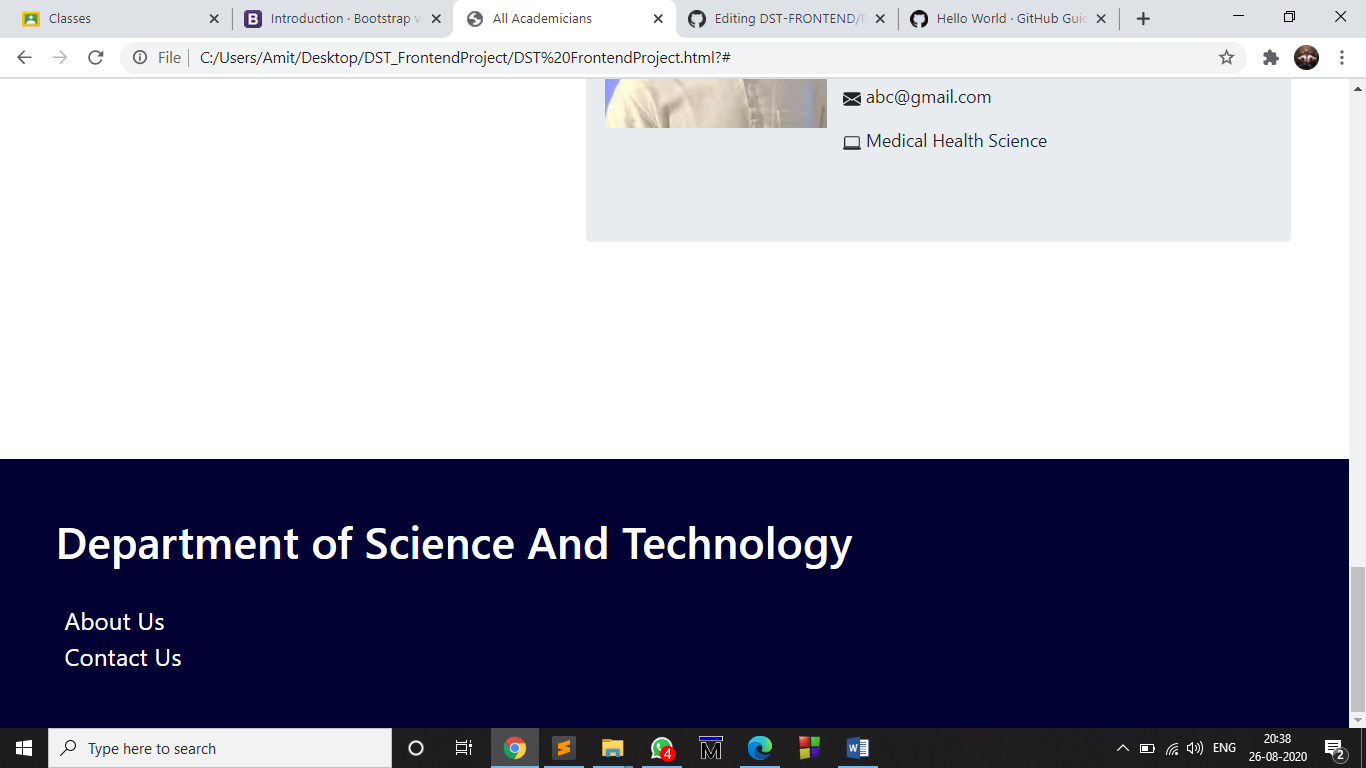 Classes
Introduction · Bootstrap v
All Academicians
Editing DST-FRONTEND/
Hello World · GitHub Guid
File
C:/Users/Amit/Desktop/DST_FrontendProject/DST%20FrontendProject.html?#
abc@gmail.com
Medical Health Science
Department of Science And Technology
About Us
Contact Us
Type here to search
4
ENG
20:38
26-08-2020
2